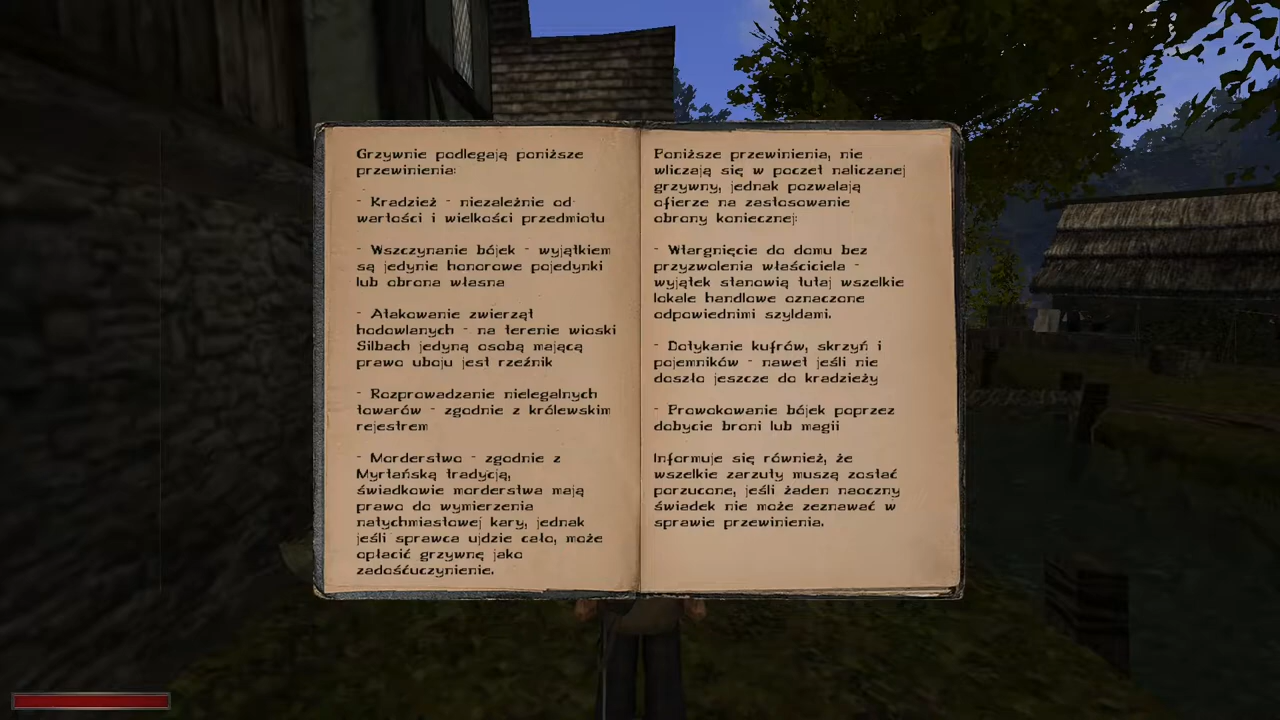 Grzywnie podlegają poniższe
przewinienia:
- Kradzież - niezależnie od
wartości i wielkości przedmiotu
- Wszczynanie bójek - wyjątkiem
są jedynie honorowe pojedynki
lub obrona własna
- Atakowanie zwierząt
hodowlanych - na terenie wioski
Silbach jedyną osobą mającą
prawo uboju jest rzeźnik
- Rozprowadzanie nielegalnych
towarów - zgodnie z królewskim
rejestrem
- Morderstwo - zgodnie z
Myrtańską tradycją,
świadkowie morderstwa mają
prawo do wymierzenia
natychmiastowej kary, jednak
jeśli sprawca ujdzie cało, może
opłacić grzywnę jako
zadośćuczynienie.
Poniższe przewinienia, nie
wliczają się w poczet naliczanej
grzywny, jednak pozwalają
ofierze na zastosowanie
obrony koniecznej:
- Wtargnięcie do domu bez
przyzwolenia właściciela -
wyjątek stanowią tutaj wszelkie
lokale handlowe oznaczone
odpowiednimi szyldami.
- Dotykanie kufrów, skrzyń i
pojemników - nawet jeśli nie
doszło jeszcze do kradzieży
- Prowokowanie bójek poprzez
dobycie broni lub magii
Informuje się również, że
wszelkie zarzuty muszą zostać
porzucone, jeśli żaden naoczny
świadek nie może zeznawać w
sprawie przewinienia.